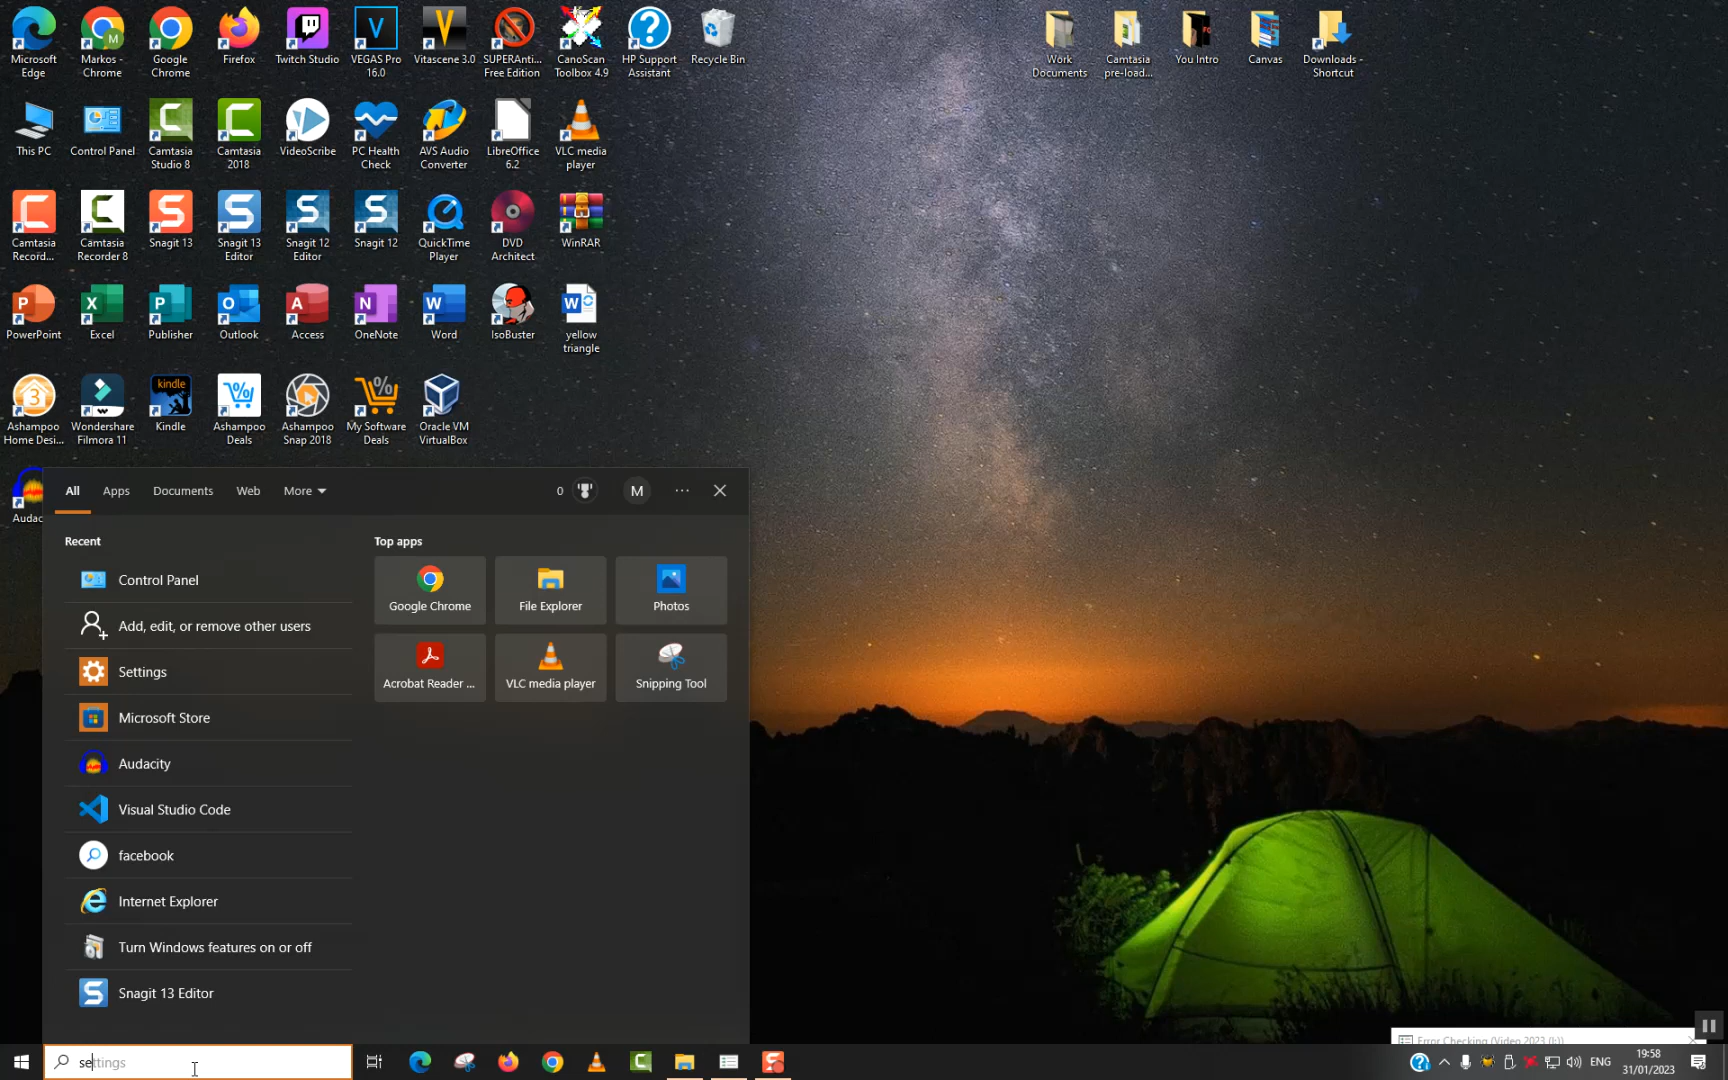 Microsoft Edge
Markos - Chrome
Google Chrome
Firefox
Twitch Studio
VEGAS Pro 16.0
Vitascene 3.0
SUPERAnti... Free Edition
CanoScan Toolbox 4.9
HP Support Assistant
Recycle Bin
Work Documents
Camtasia pre-load...
You Intro
Canvas
Downloads - Shortcut
This PC
Control Panel
Camtasia Studio 8
Camtasia 2018
VideoScribe
PC Health Check
AVS Audio Converter
LibreOffice 6.2
VLC media player
Camtasia Record...
Camtasia Recorder 8
Snagit 13
Snagit 13 Editor
Snagit 12 Editor
Snagit 12
QuickTime Player
DVD Architect
WinRAR
PowerPoint
Excel
Publisher
Outlook
Access
OneNote
Word
IsoBuster
yellow triangle
Ashampoo Home Desi...
Wondershare Filmora 11
Kindle
Ashampoo Deals
Ashampoo Snap 2018
My Software Deals
Oracle VM VirtualBox
Audac
All Apps Documents Web More 0 M ...
Recent
Control Panel
Add, edit, or remove other users
Settings
Microsoft Store
Audacity
Visual Studio Code
facebook
Internet Explorer
Turn Windows features on or off
Snagit 13 Editor
Top apps
Google Chrome
File Explorer
Photos
Acrobat Reader ...
VLC media player
Snipping Tool
Error Checking (Video 2023 (I:))
settings
ENG
19:58
31/01/2023